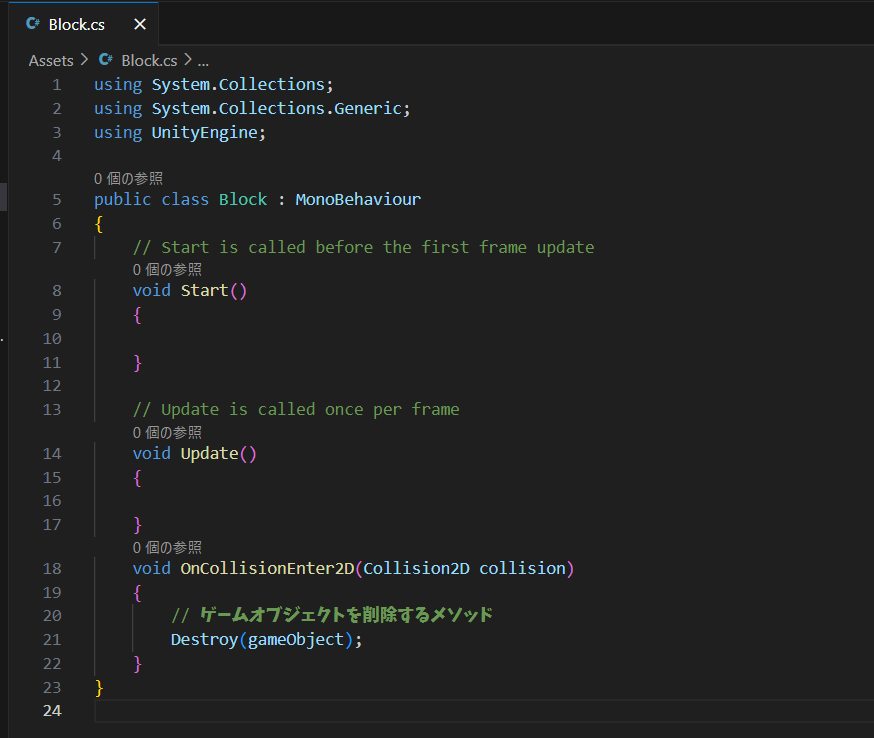 C# Block.cs ×
Assets > C# Block.cs > ...
1 using System.Collections;
2 using System.Collections.Generic;
3 using UnityEngine;
4
0 個の参照
5 public class Block : MonoBehaviour
6 {
7 // Start is called before the first frame update
0 個の参照
8 void Start()
9 {
10
11 }
12
13 // Update is called once per frame
0 個の参照
14 void Update()
15 {
16
17 }
0 個の参照
18 void OnCollisionEnter2D(Collision2D collision)
19 {
20 // ゲームオブジェクトを削除するメソッド
21 Destroy(gameObject);
22 }
23 }
24